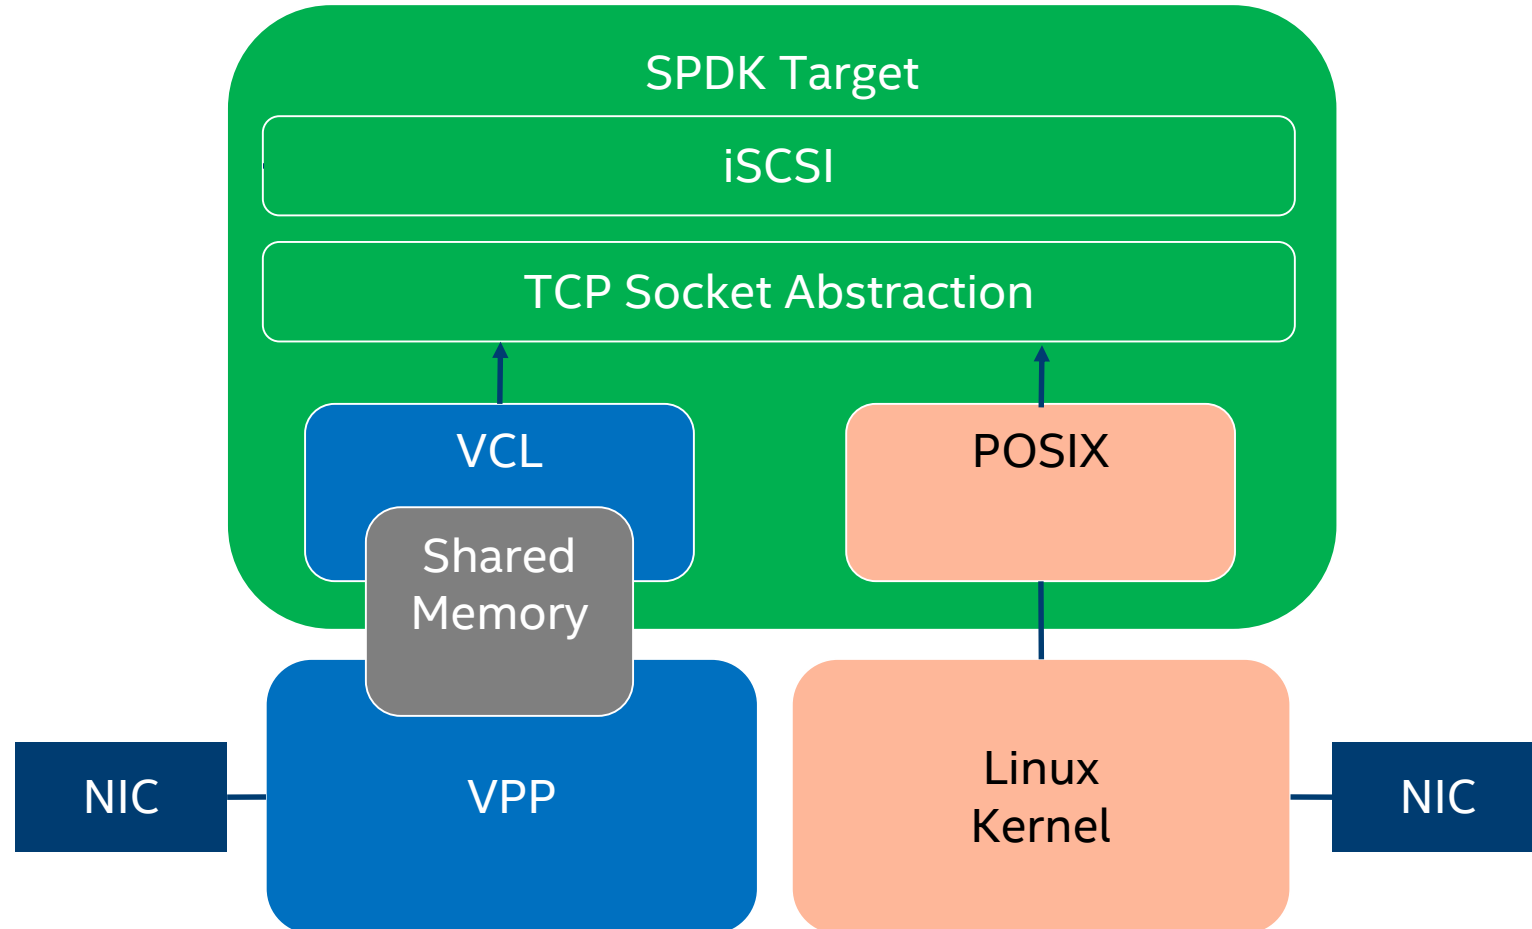 SPDK Target
iSCSI
TCP Socket Abstraction
VCL
POSIX
Shared
Memory
NIC
VPP
Linux
Kernel
NIC